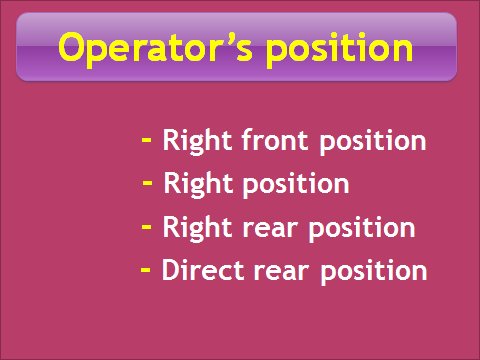 Operator’s position
- Right front position
- Right position
- Right rear position
- Direct rear position